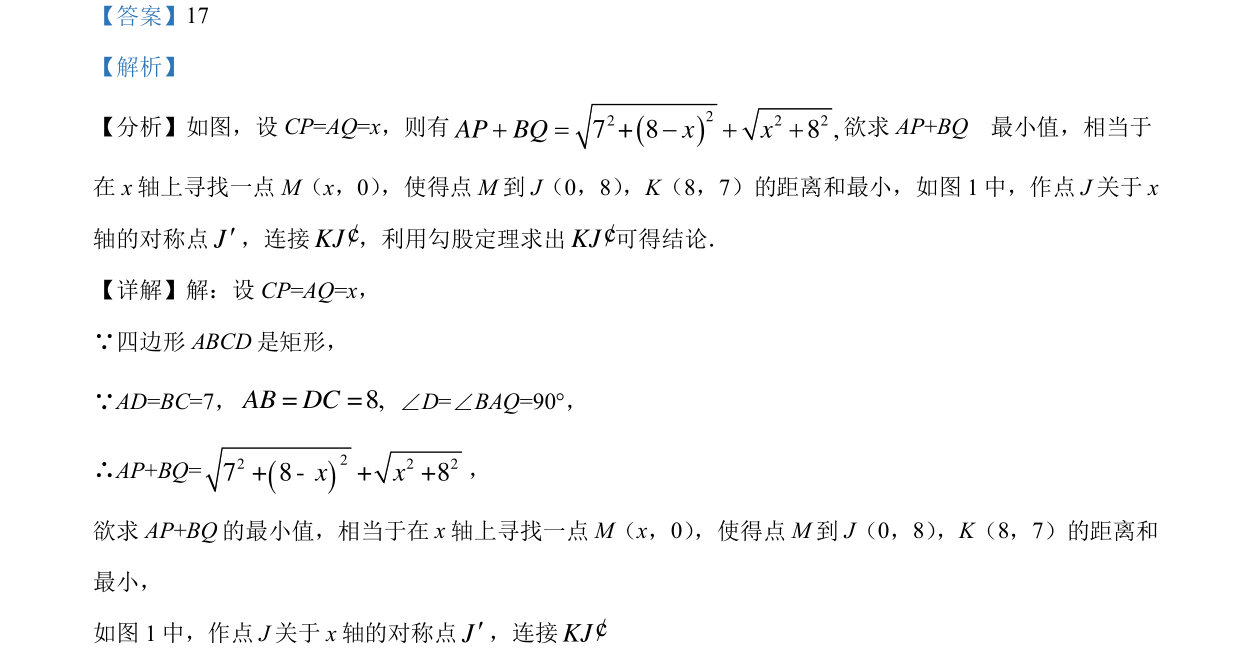 【答案】17
【解析】
【分析】如图，设 CP=AQ=x，则有 AP + BQ = √(7²+(8−x)²) + √(x²+8²), 欲求 AP+BQ 最小值，相当于
在 x 轴上寻找一点 M（x，0），使得点 M 到 J（0，8），K（8，7）的距离和最小，如图 1 中，作点 J 关于 x
轴的对称点 J′，连接 KJ¢，利用勾股定理求出 KJ¢可得结论．
【详解】解：设 CP=AQ=x，
∵四边形 ABCD 是矩形，
∵AD=BC=7，AB = DC = 8, ∠D=∠BAQ=90°，
∴AP+BQ=√(7²+(8- x)²) + √(x²+8²)，
欲求 AP+BQ 的最小值，相当于在 x 轴上寻找一点 M（x，0），使得点 M 到 J（0，8），K（8，7）的距离和
最小，
如图 1 中，作点 J 关于 x 轴的对称点 J′，连接 KJ¢